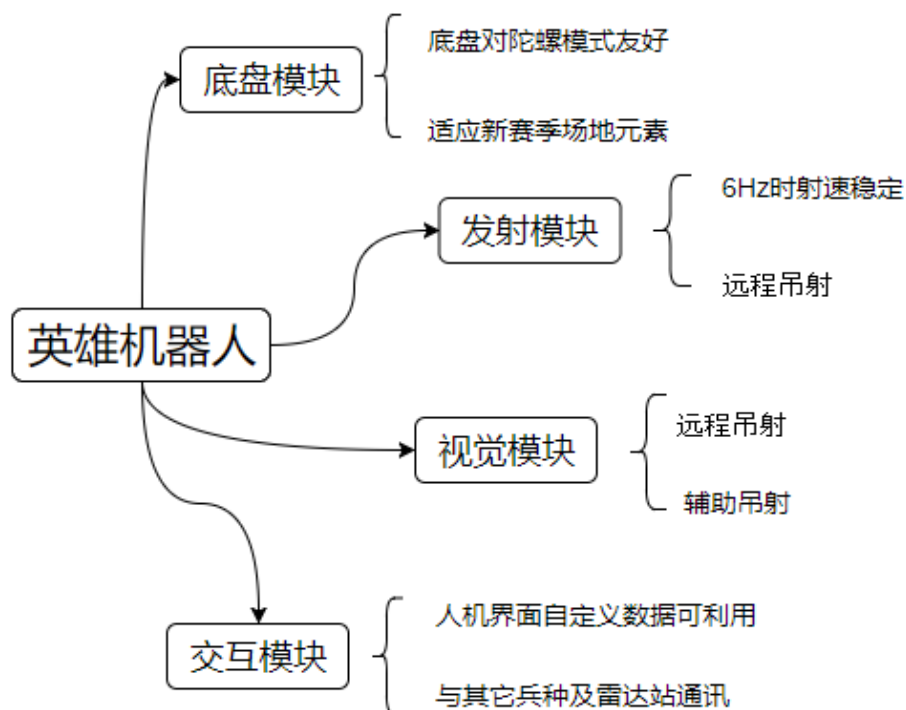 底盘模块
底盘对陀螺模式友好
适应新赛季场地元素
发射模块
6Hz时射速稳定
远程吊射
英雄机器人
视觉模块
远程吊射
辅助吊射
交互模块
人机界面自定义数据可利用
与其它兵种及雷达站通讯